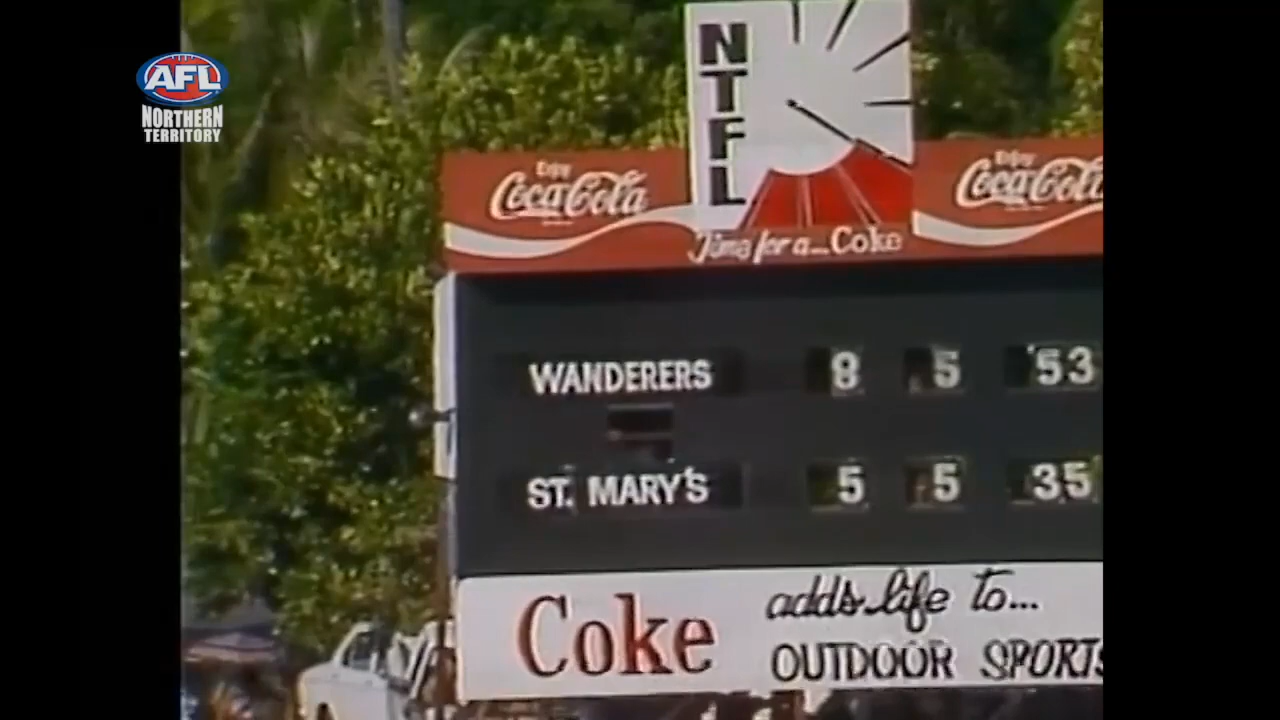 AFL
NORTHERN
TERRITORY
NTFL
Enjoy
Coca-Cola
Enjoy
Coca-Cola
Time for a... Coke
WANDERERS 8 5 53
ST. MARY'S 5 5 35
Coke adds life to...
OUTDOOR SPORTS